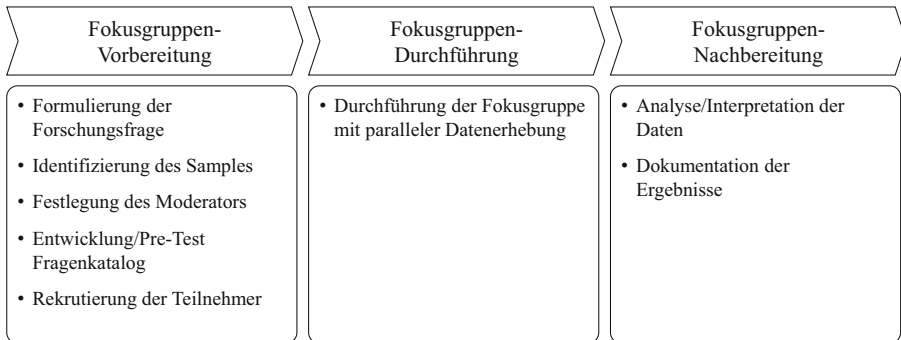 Fokusgruppen-
Vorbereitung
Fokusgruppen-
Durchführung
Fokusgruppen-
Nachbereitung
• Formulierung der
Forschungsfrage
• Identifizierung des Samples
• Festlegung des Moderators
• Entwicklung/Pre-Test
Fragenkatalog
• Rekrutierung der Teilnehmer
• Durchführung der Fokusgruppe
mit paralleler Datenerhebung
• Analyse/Interpretation der
Daten
• Dokumentation der
Ergebnisse